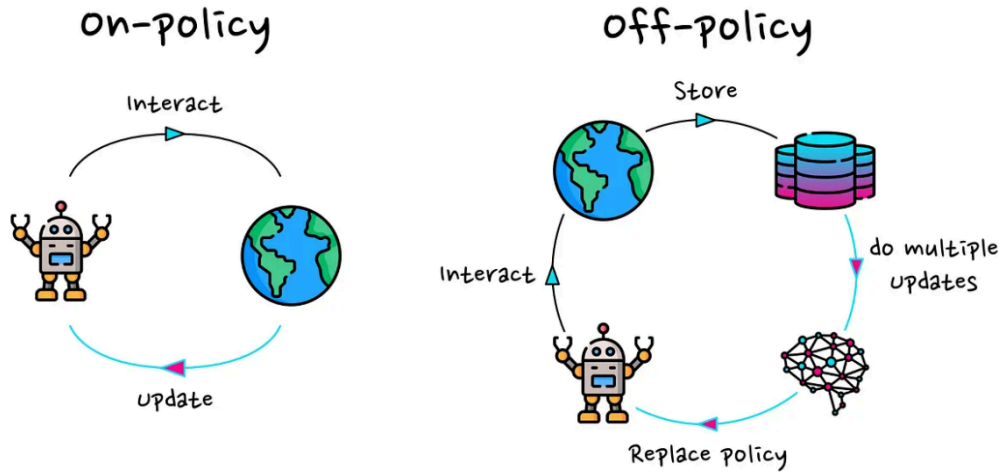 on-policy
off-policy
Interact
update
Store
do multiple
updates
Interact
Replace policy